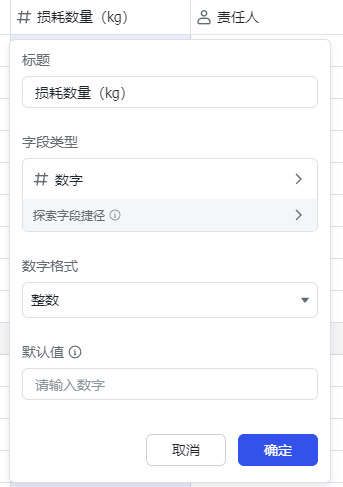 损耗数量（kg）
责任人
标题
损耗数量（kg）
字段类型
数字
探索字段捷径
数字格式
整数
默认值
请输入数字
取消
确定